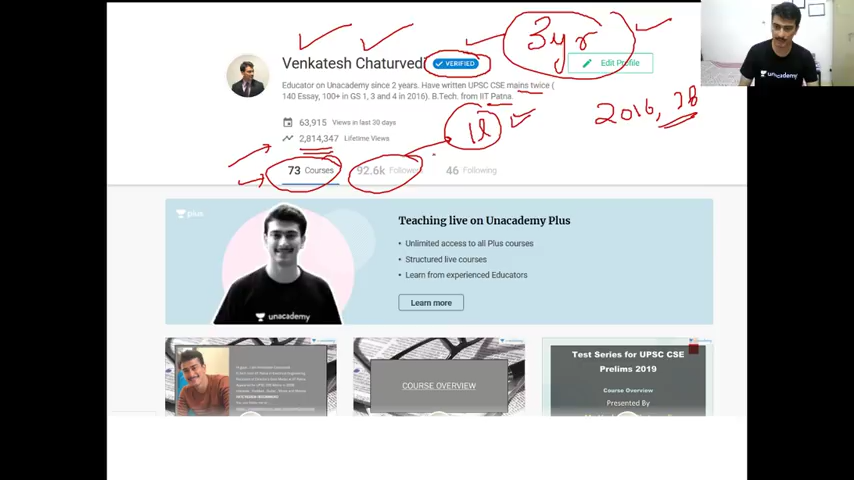 3yr
Venkatesh Chaturvedi VERIFIED
Edit Profile
Educator on Unacademy since 2 years. Have written UPSC CSE mains twice (
140 Essay, 100+ in GS 1, 3 and 4 in 2016). B.Tech. from IIT Patna.
2016, 18
63,915 Views in last 30 days
2,814,347 Lifetime Views
73 Courses
92.6k Followers
46 Following
plus
Teaching live on Unacademy Plus
• Unlimited access to all Plus courses
• Structured live courses
• Learn from experienced Educators
Learn more
unacademy
unacademy
COURSE OVERVIEW
Test Series for UPSC CSE
Prelims 2019
Course Overview
Presented By